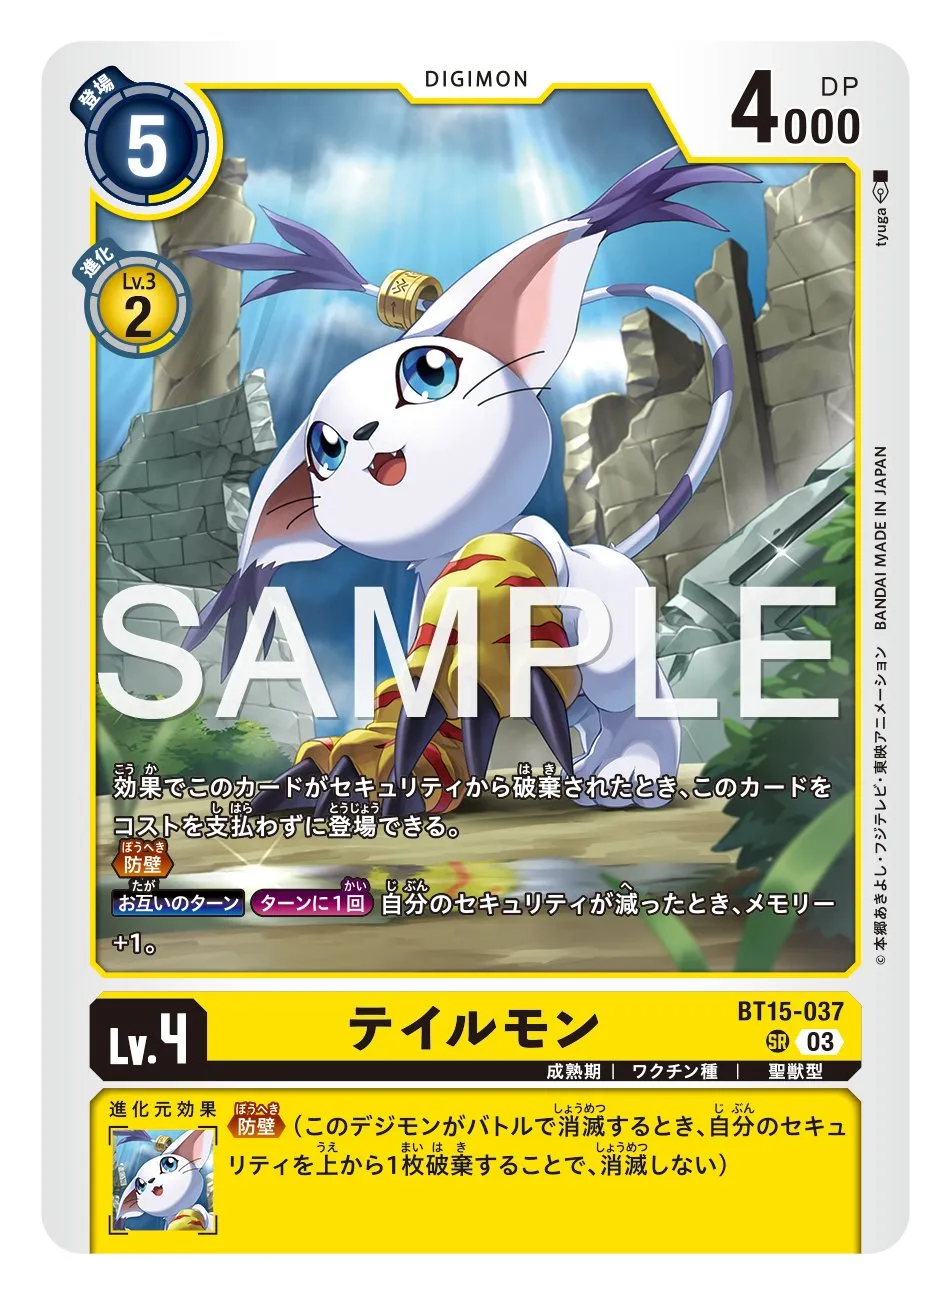 DIGIMON
登場
5
4000
DP
進化
Lv.3
2
tyuga
SAMPLE
効果でこのカードがセキュリティから破棄されたとき、このカードを
コストを支払わずに登場できる。
防壁
お互いのターン ターンに1回 自分のセキュリティが減ったとき、メモリー
+1。
©本郷あきよし・フジテレビ・東映アニメーション BANDAI MADE IN JAPAN
Lv.4
テイルモン
BT15-037
SR 03
成熟期 | ワクチン種 | 聖獣型
進化元効果
防壁 (このデジモンがバトルで消滅するとき、自分のセキュ
リティを上から1枚破棄することで、消滅しない)